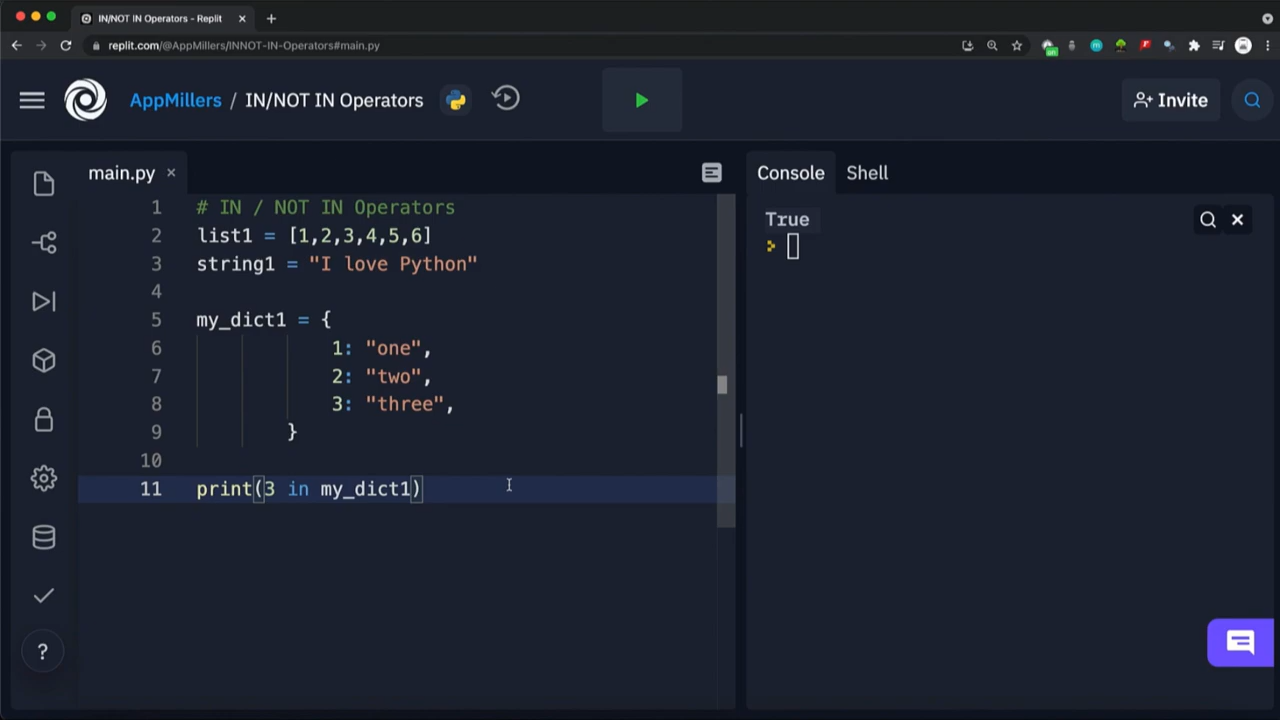 IN/NOT IN Operators - Replit
replit.com/@AppMillers/INNOT-IN-Operators#main.py
on
AppMillers / IN/NOT IN Operators
Invite
main.py
Console
Shell
1 # IN / NOT IN Operators
2 list1 = [1,2,3,4,5,6]
3 string1 = "I love Python"
4
5 my_dict1 = {
6 1: "one",
7 2: "two",
8 3: "three",
9 }
10
11 print(3 in my_dict1)
True
?